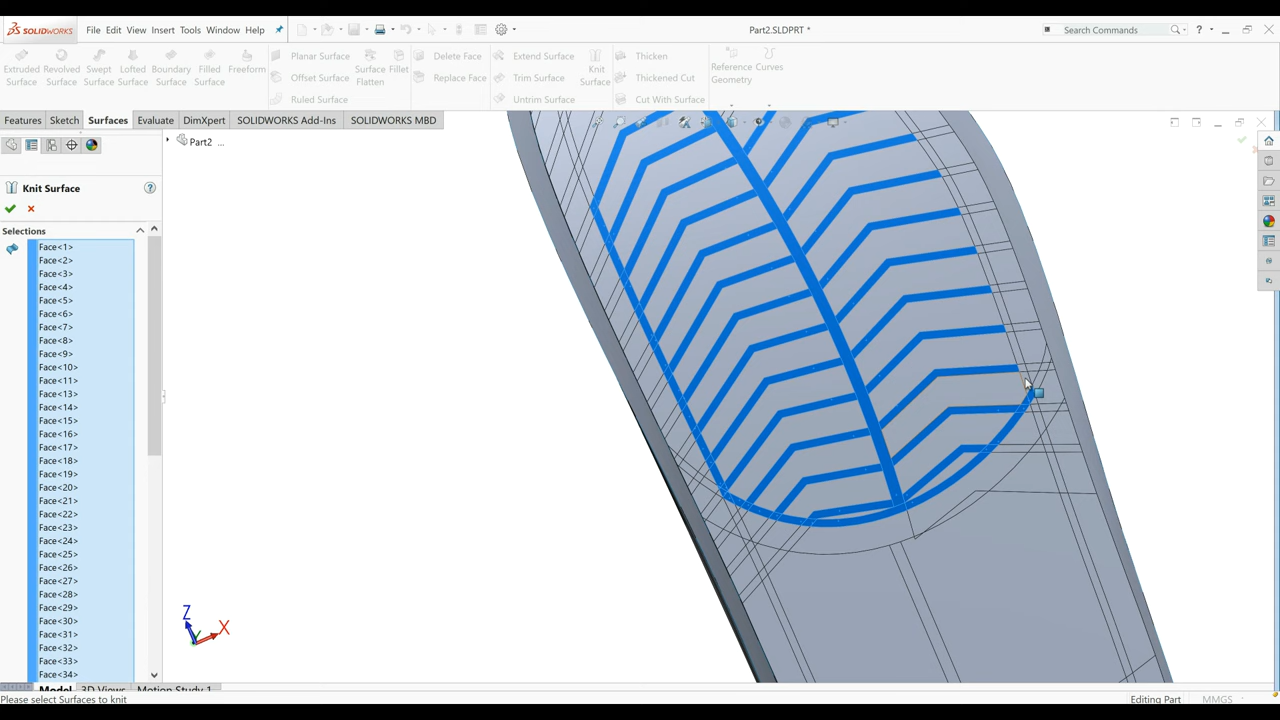 SOLIDWORKS File Edit View Insert Tools Window Help Part2.SLDPRT * Search Commands ?
Extruded Surface
Revolved Surface
Swept Surface
Lofted Surface
Boundary Surface
Filled Surface
Freeform
Planar Surface
Offset Surface
Ruled Surface
Surface Flatten
Fillet
Delete Face
Replace Face
Extend Surface
Trim Surface
Untrim Surface
Knit Surface
Thicken
Thickened Cut
Cut With Surface
Reference Geometry
Curves
Features Sketch Surfaces Evaluate DimXpert SOLIDWORKS Add-Ins SOLIDWORKS MBD
Part2 ...
Knit Surface ?
Selections
Face<1>
Face<2>
Face<3>
Face<4>
Face<5>
Face<6>
Face<7>
Face<8>
Face<9>
Face<10>
Face<11>
Face<13>
Face<14>
Face<15>
Face<16>
Face<17>
Face<18>
Face<19>
Face<20>
Face<21>
Face<22>
Face<23>
Face<24>
Face<25>
Face<26>
Face<27>
Face<28>
Face<29>
Face<30>
Face<31>
Face<32>
Face<33>
Face<34>
Z
X
Model 3D Views Motion Study 1
Please select Surfaces to knit Editing Part MMGS